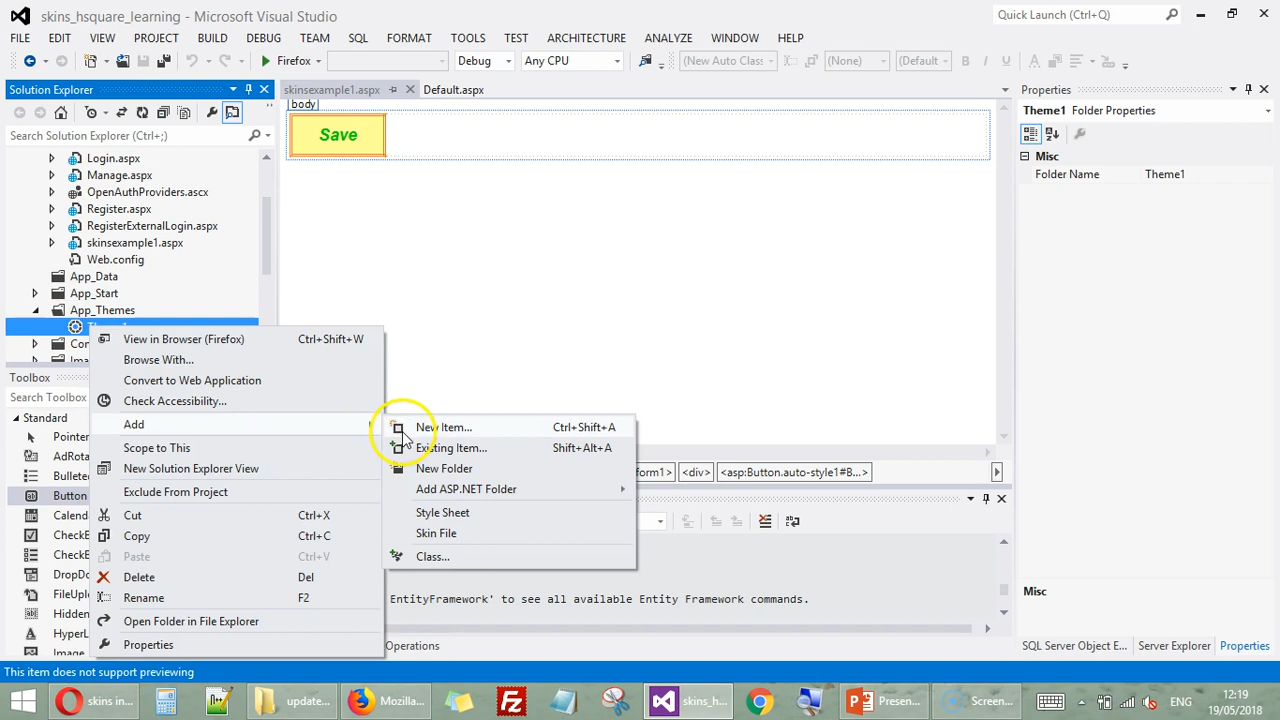 skins_hsquare_learning - Microsoft Visual Studio
Quick Launch (Ctrl+Q)
FILE EDIT VIEW PROJECT BUILD DEBUG TEAM SQL FORMAT TOOLS TEST ARCHITECTURE ANALYZE WINDOW HELP
Firefox Debug Any CPU (New Auto Class (None) (Default
Solution Explorer
Search Solution Explorer (Ctrl+;)
Login.aspx
Manage.aspx
OpenAuthProviders.ascx
Register.aspx
RegisterExternalLogin.aspx
skinsexample1.aspx
Web.config
App_Data
App_Start
App_Themes
Toolbox
Search Toolbox
Standard
Pointer
Bullete
Button
Calend
CheckB
CheckB
DropDo
FileUpl
Hidden
HyperL
Image
skinsexample1.aspx Default.aspx
body
Save
View in Browser (Firefox) Ctrl+Shift+W
Browse With...
Convert to Web Application
Check Accessibility...
Add
Scope to This
New Solution Explorer View
Exclude From Project
Cut Ctrl+X
Copy Ctrl+C
Paste Ctrl+V
Delete Del
Rename F2
Open Folder in File Explorer
Properties
New Item... Ctrl+Shift+A
Existing Item... Shift+Alt+A
New Folder
Add ASP.NET Folder
Style Sheet
Skin File
Class...
orm1> <div> <asp:Button.auto-style1#B...>
EntityFramework' to see all available Entity Framework commands.
Operations
Properties
Theme1 Folder Properties
Misc
Folder Name Theme1
Misc
SQL Server Object E... Server Explorer Properties
This item does not support previewing
skins in... update... Mozilla... skins_h... Presen... Screen...
ENG
12:19
19/05/2018